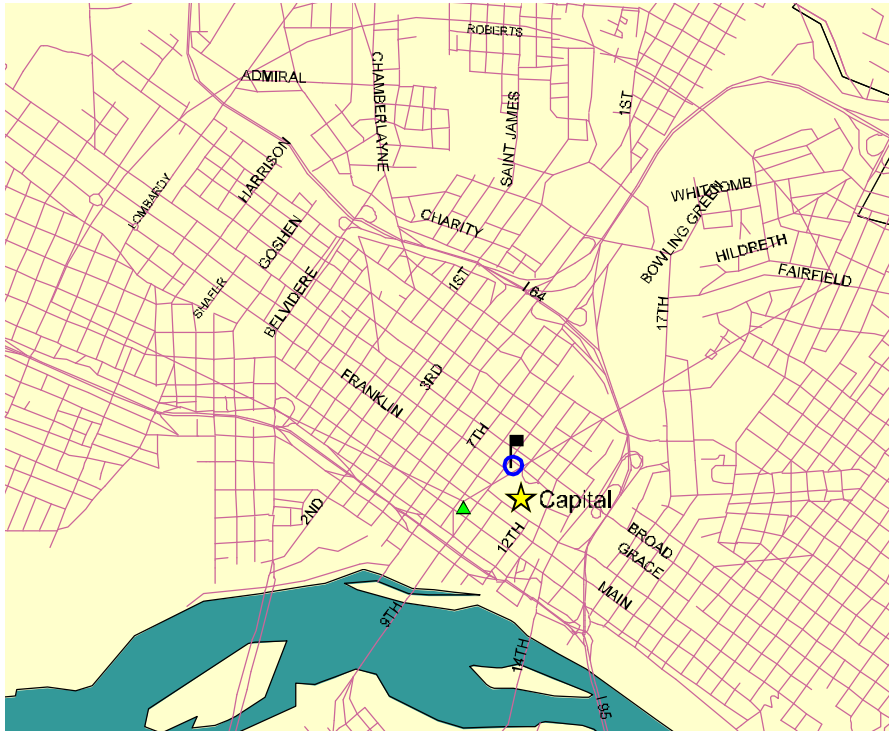 ROBERTS
ADMIRAL
CHAMBERLAYNE
SAINT JAMES
1ST
HARRISON
LOMBARDY
WHITCOMB
BOWLING GREEN
CHARITY
GOSHEN
HILDRETH
FAIRFIELD
SHAFER
BELVIDERE
1ST
I 64
17TH
3RD
FRANKLIN
7TH
Capital
2ND
12TH
BROAD
GRACE
MAIN
9TH
14TH
I 95